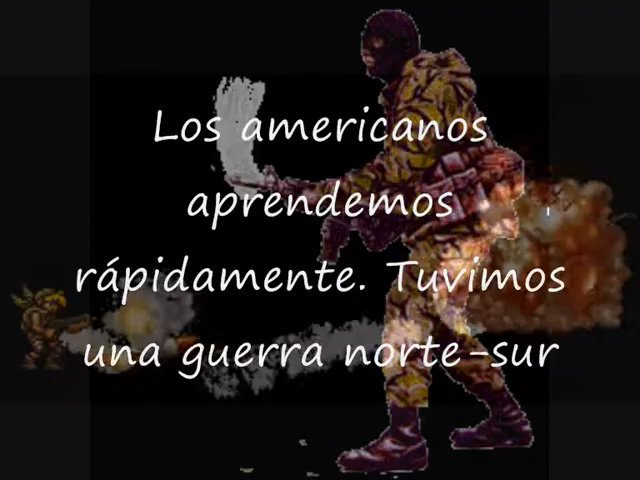 Los americanos
aprendemos
rápidamente. Tuvimos
una guerra norte-sur